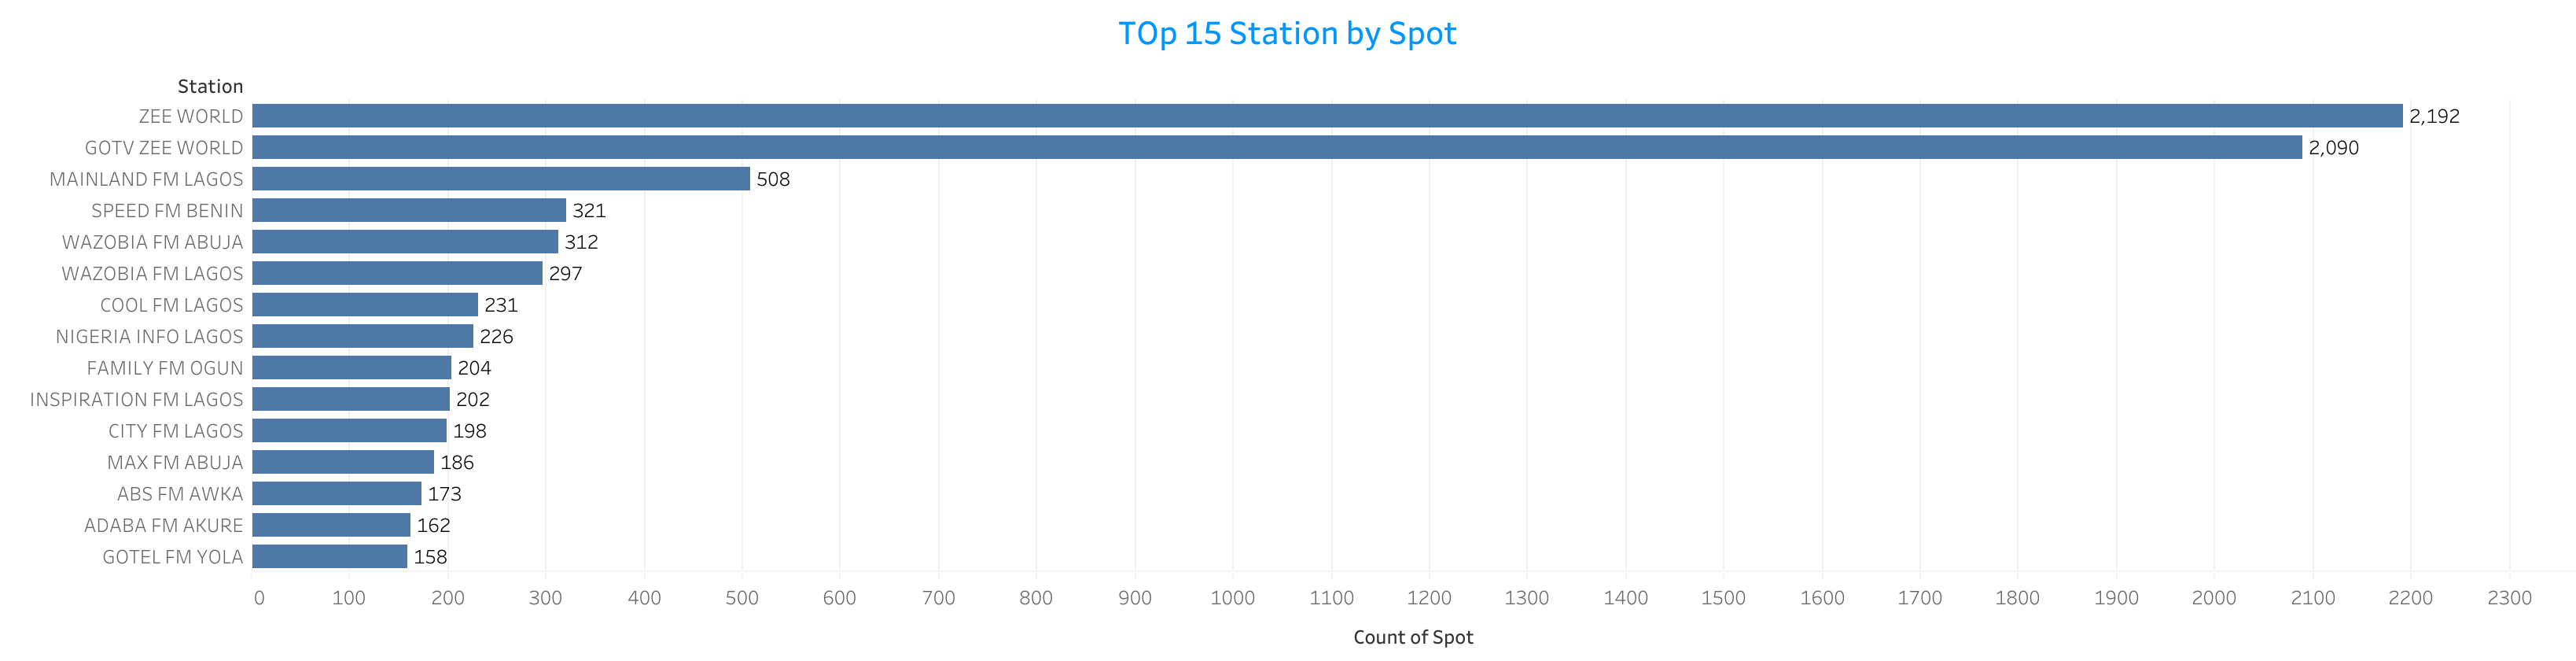 TOp 15 Station by Spot
Station
ZEE WORLD 2,192
GOTV ZEE WORLD 2,090
MAINLAND FM LAGOS 508
SPEED FM BENIN 321
WAZOBIA FM ABUJA 312
WAZOBIA FM LAGOS 297
COOL FM LAGOS 231
NIGERIA INFO LAGOS 226
FAMILY FM OGUN 204
INSPIRATION FM LAGOS 202
CITY FM LAGOS 198
MAX FM ABUJA 186
ABS FM AWKA 173
ADABA FM AKURE 162
GOTEL FM YOLA 158
0 100 200 300 400 500 600 700 800 900 1000 1100 1200 1300 1400 1500 1600 1700 1800 1900 2000 2100 2200 2300
Count of Spot